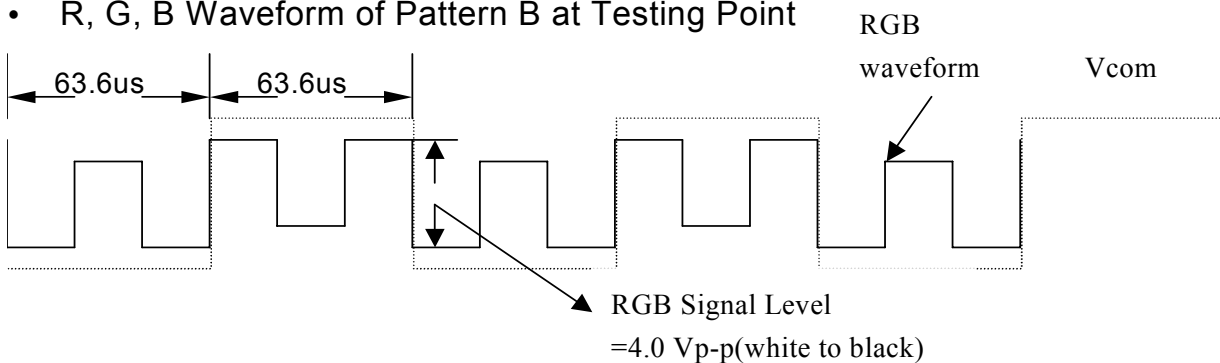 • R, G, B Waveform of Pattern B at Testing Point
RGB
waveform
Vcom
63.6us
63.6us
RGB Signal Level
=4.0 Vp-p(white to black)